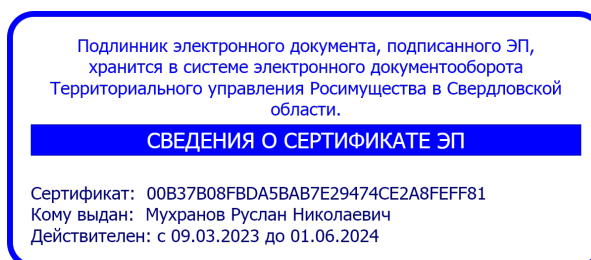 Подлинник электронного документа, подписанного ЭП,
хранится в системе электронного документооборота
Территориального управления Росимущества в Свердловской
области.
СВЕДЕНИЯ О СЕРТИФИКАТЕ ЭП
Сертификат: 00B37B08FBDA5BAB7E29474CE2A8FEFF81
Кому выдан: Мухранов Руслан Николаевич
Действителен: с 09.03.2023 до 01.06.2024